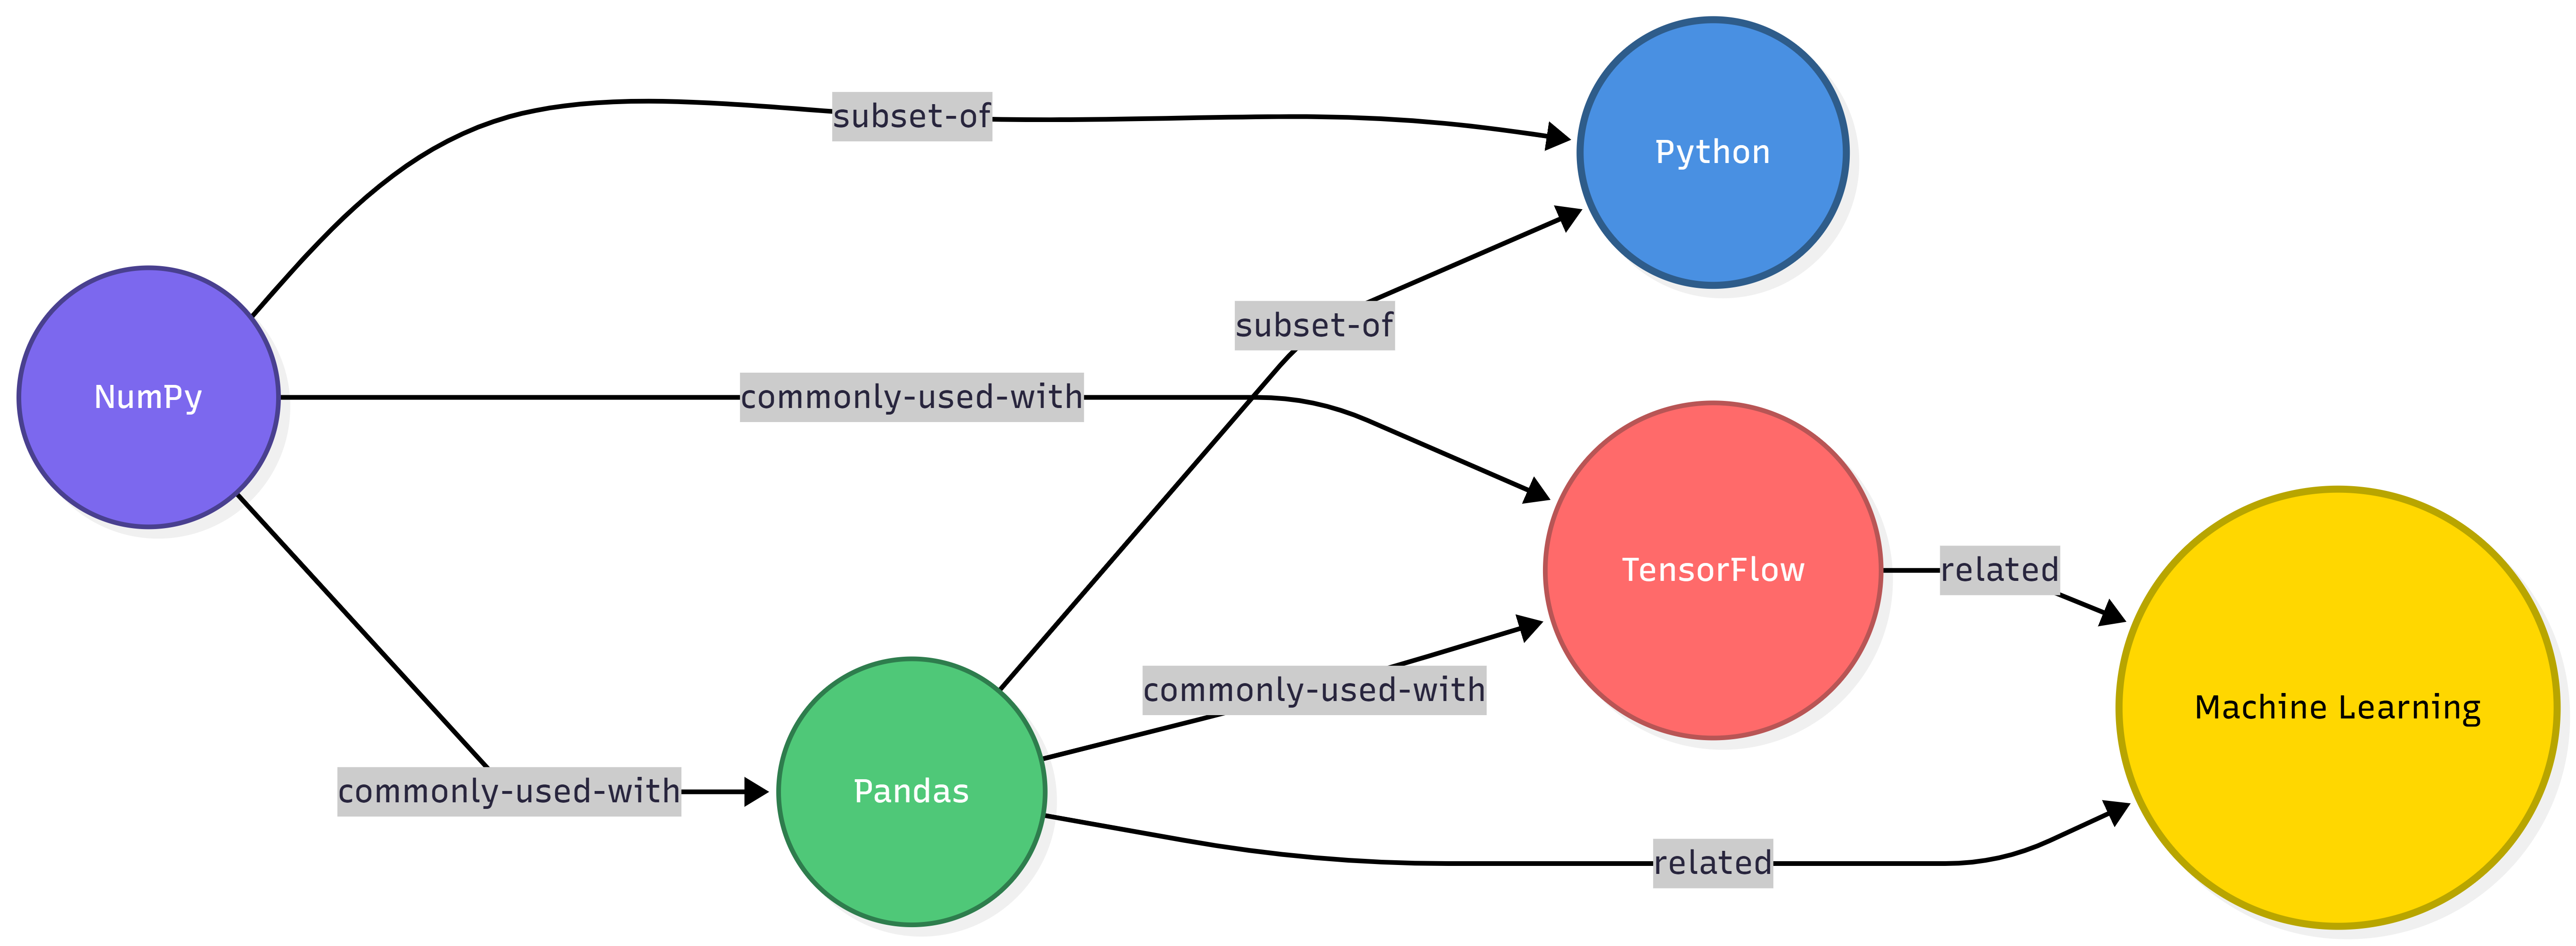 subset-of
Python
subset-of
NumPy
commonly-used-with
TensorFlow
related
commonly-used-with
Machine Learning
commonly-used-with
Pandas
related